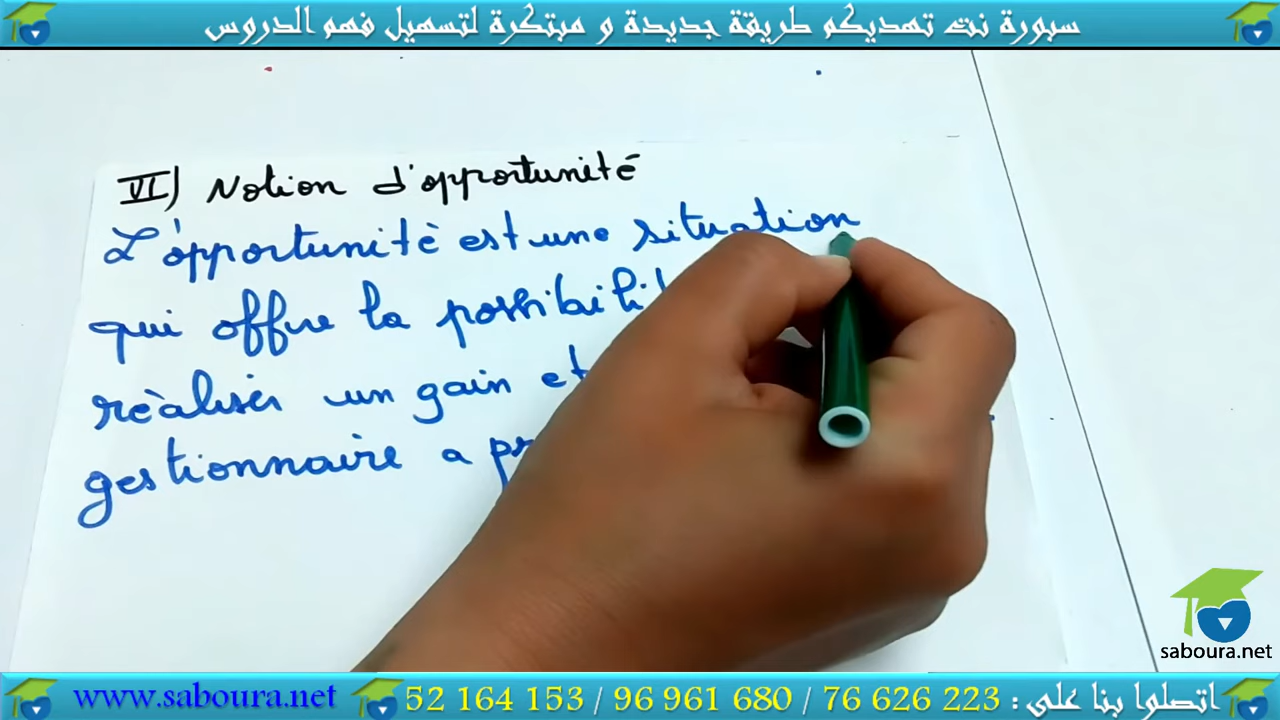 سبورة نت تهديكم طريقة جديدة و مبتكرة لتسهيل فهم الدروس
VI) Notion d'opportunité
L'opportunité est une situation
qui offre la
réaliser un gain et
gestionnaire a
saboura.net
www.saboura.net 52 164 153 / 96 961 680 / 76 626 223 : اتصلوا بنا على